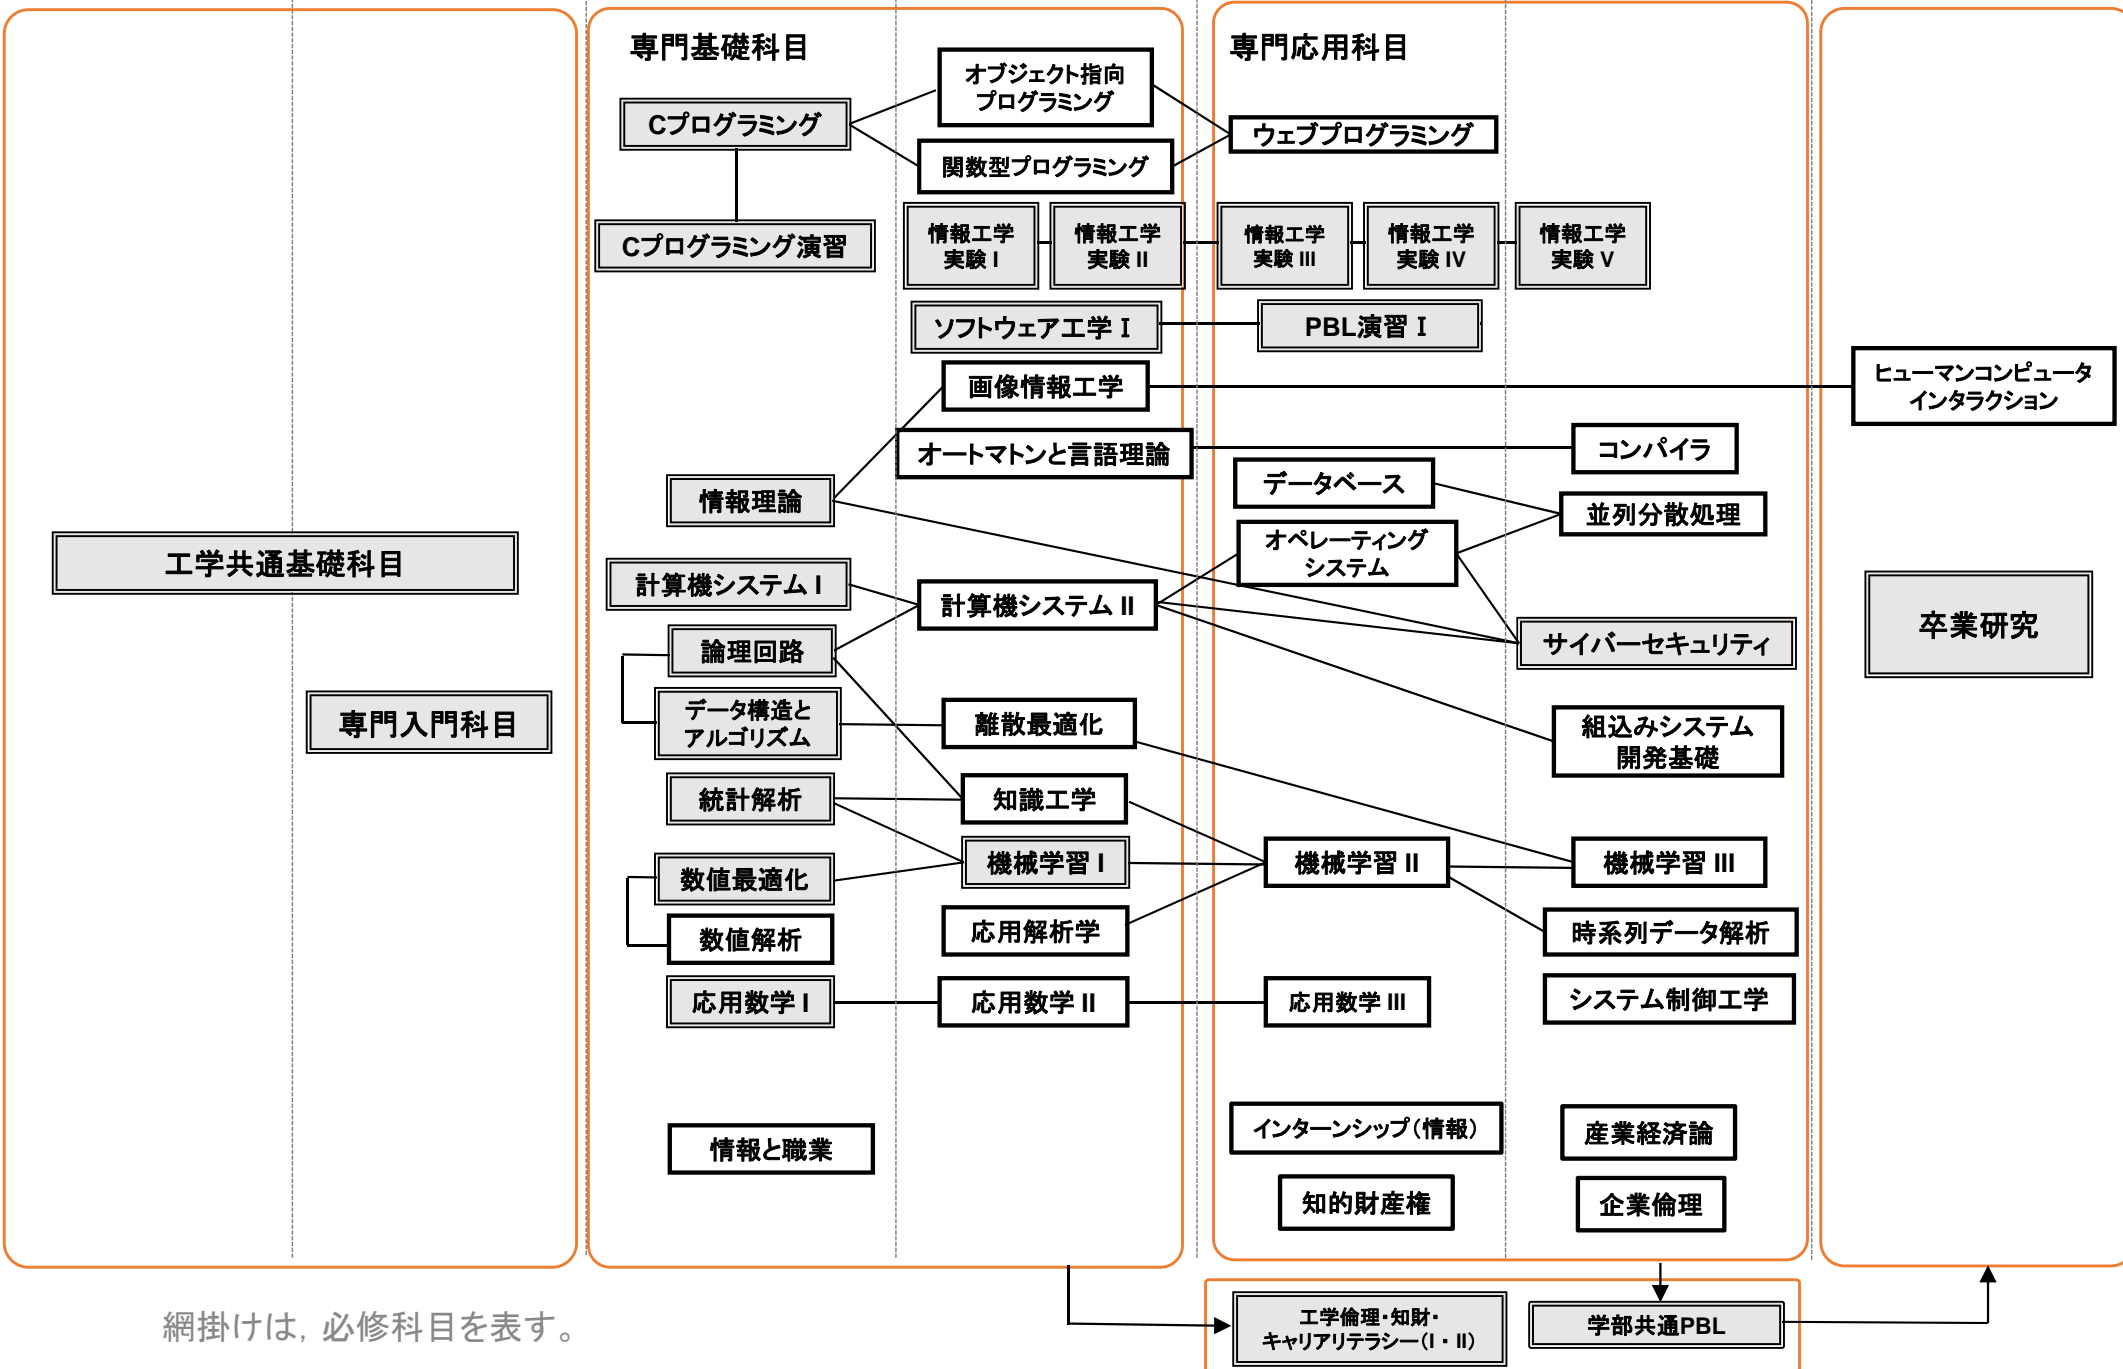 専門基礎科目
専門応用科目
オブジェクト指向
プログラミング
Cプログラミング
ウェブプログラミング
関数型プログラミング
Cプログラミング演習
情報工学
実験 I
情報工学
実験 II
情報工学
実験 III
情報工学
実験 IV
情報工学
実験 V
ソフトウェア工学 I
PBL演習 I
画像情報工学
ヒューマンコンピュータ
インタラクション
オートマトンと言語理論
コンパイラ
データベース
情報理論
並列分散処理
工学共通基礎科目
オペレーティング
システム
計算機システム I
計算機システム II
卒業研究
論理回路
サイバーセキュリティ
専門入門科目
データ構造と
アルゴリズム
離散最適化
組込みシステム
開発基礎
統計解析
知識工学
数値最適化
機械学習 I
機械学習 II
機械学習 III
数値解析
応用解析学
時系列データ解析
応用数学 I
応用数学 II
応用数学 III
システム制御工学
情報と職業
インターンシップ(情報)
産業経済論
知的財産権
企業倫理
網掛けは, 必修科目を表す。
工学倫理・知財・
キャリアリテラシー(I・II)
学部共通PBL